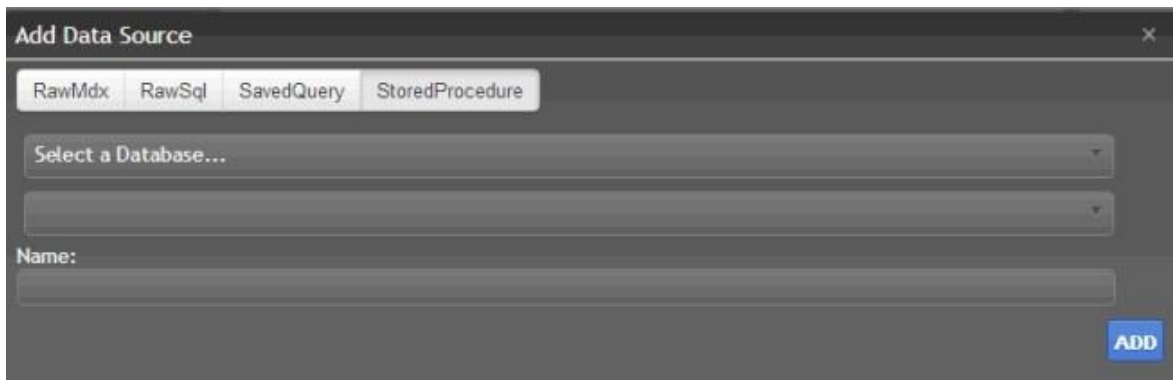 Add Data Source
RawMdx RawSql SavedQuery StoredProcedure
Select a Database...
Name:
ADD